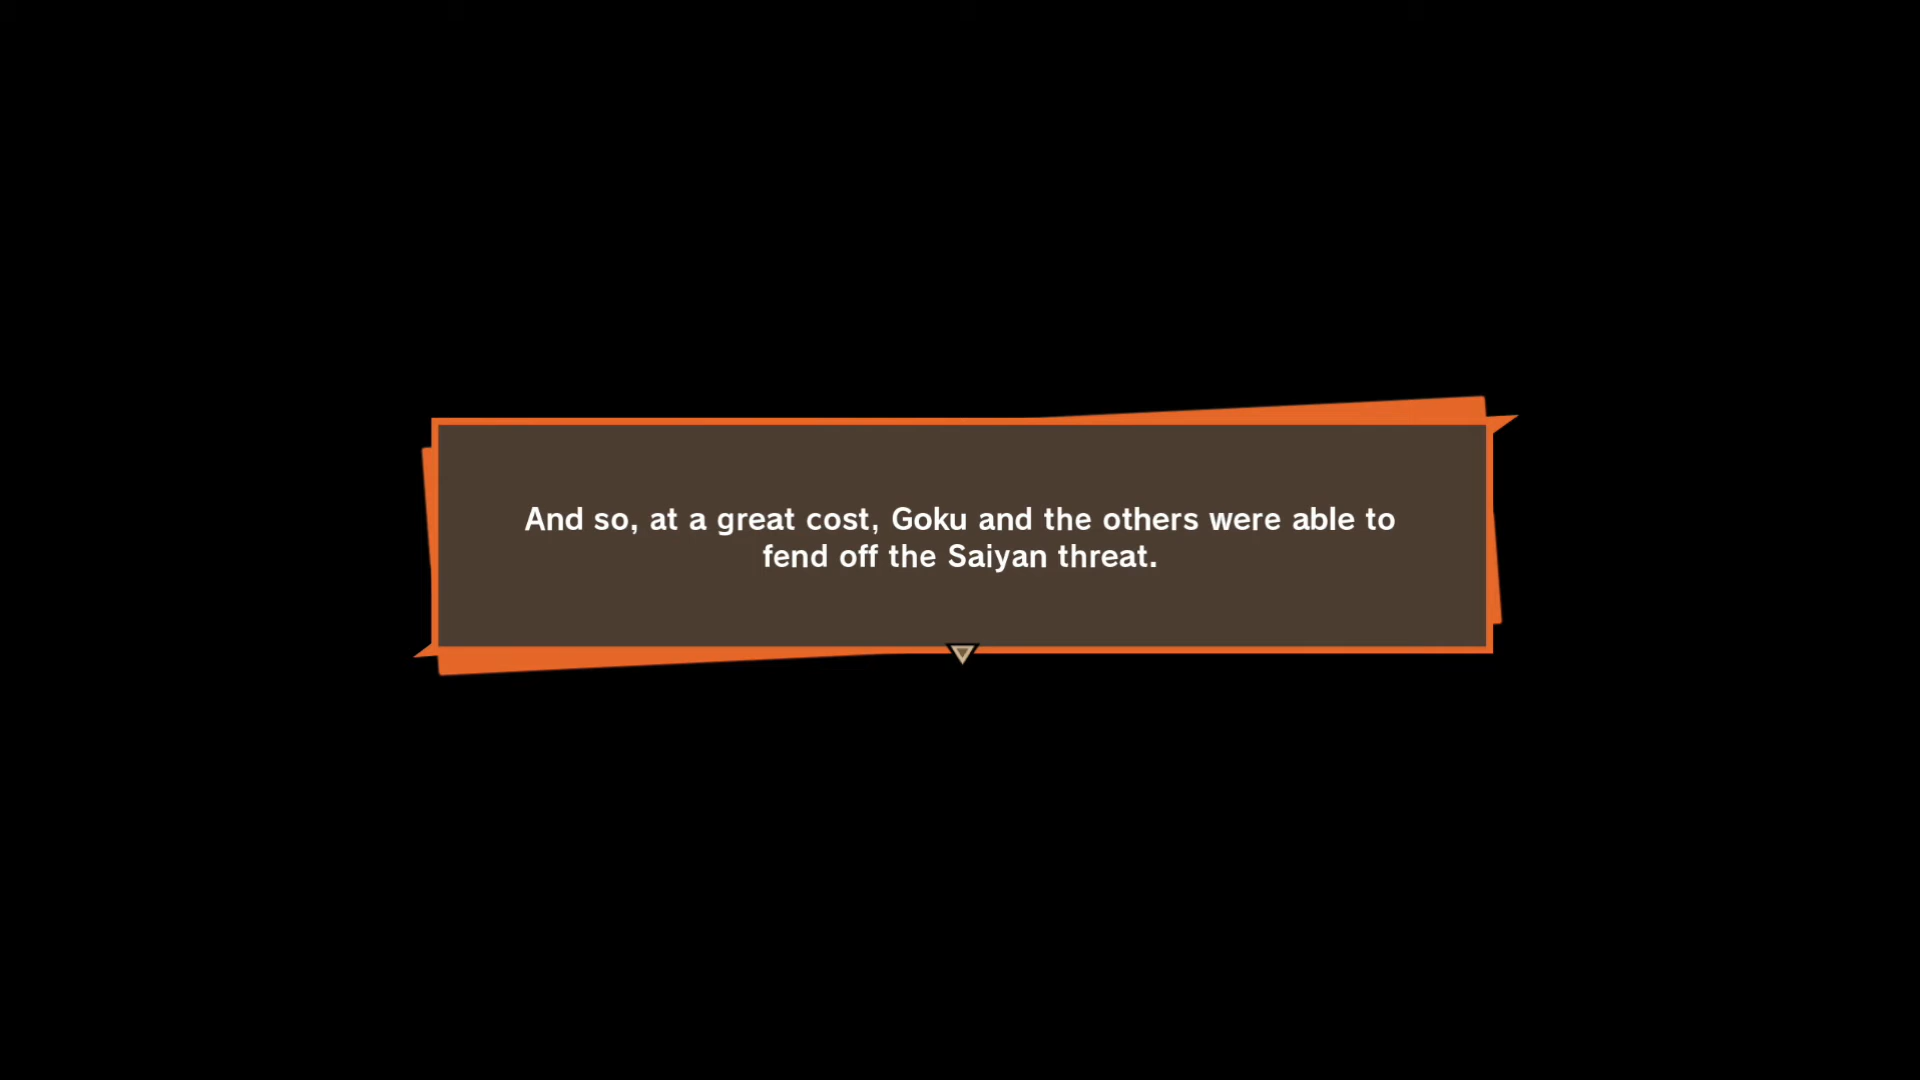 And so, at a great cost, Goku and the others were able to
fend off the Saiyan threat.